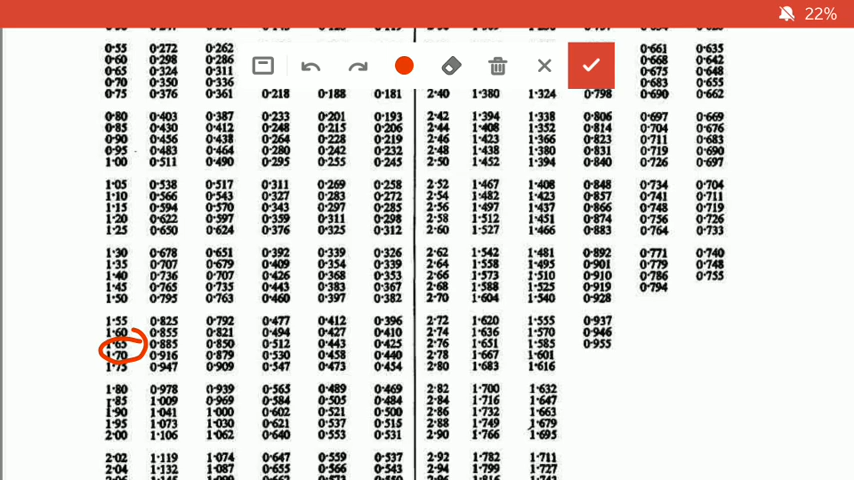 22%
0·55 0·272 0·262 0·661 0·635
0·60 0·298 0·286 0·668 0·642
0·65 0·324 0·311 0·675 0·648
0·70 0·350 0·336 0·683 0·655
0·75 0·376 0·361 0·218 0·188 0·181 2·40 1·380 1·324 0·798 0·690 0·662
0·80 0·403 0·387 0·233 0·201 0·193 2·42 1·394 1·338 0·806 0·697 0·669
0·85 0·430 0·412 0·248 0·215 0·206 2·44 1·408 1·352 0·814 0·704 0·676
0·90 0·456 0·438 0·264 0·228 0·219 2·46 1·423 1·366 0·823 0·711 0·683
0·95 0·483 0·464 0·280 0·242 0·232 2·48 1·438 1·380 0·831 0·719 0·690
1·00 0·511 0·490 0·295 0·255 0·245 2·50 1·452 1·394 0·840 0·726 0·697
1·05 0·538 0·517 0·311 0·269 0·258 2·52 1·467 1·408 0·848 0·734 0·704
1·10 0·566 0·543 0·327 0·283 0·272 2·54 1·482 1·423 0·857 0·741 0·711
1·15 0·594 0·570 0·343 0·297 0·285 2·56 1·497 1·437 0·866 0·748 0·719
1·20 0·622 0·597 0·359 0·311 0·298 2·58 1·512 1·451 0·874 0·756 0·726
1·25 0·650 0·624 0·376 0·325 0·312 2·60 1·527 1·466 0·883 0·764 0·733
1·30 0·678 0·651 0·392 0·339 0·326 2·62 1·542 1·481 0·892 0·771 0·740
1·35 0·707 0·679 0·409 0·354 0·339 2·64 1·558 1·495 0·901 0·779 0·748
1·40 0·736 0·707 0·426 0·368 0·353 2·66 1·573 1·510 0·910 0·786 0·755
1·45 0·765 0·735 0·443 0·383 0·367 2·68 1·588 1·525 0·919 0·794
1·50 0·795 0·763 0·460 0·397 0·382 2·70 1·604 1·540 0·928
1·55 0·825 0·792 0·477 0·412 0·396 2·72 1·620 1·555 0·937
1·60 0·855 0·821 0·494 0·427 0·410 2·74 1·636 1·570 0·946
1·65 0·885 0·850 0·512 0·443 0·425 2·76 1·651 1·585 0·955
1·70 0·916 0·879 0·530 0·458 0·440 2·78 1·667 1·601
1·75 0·947 0·909 0·547 0·473 0·454 2·80 1·683 1·616
1·80 0·978 0·939 0·565 0·489 0·469 2·82 1·700 1·632
1·85 1·009 0·969 0·584 0·505 0·484 2·84 1·716 1·647
1·90 1·041 1·000 0·602 0·521 0·500 2·86 1·732 1·663
1·95 1·073 1·030 0·621 0·537 0·515 2·88 1·749 1·679
2·00 1·106 1·062 0·640 0·553 0·531 2·90 1·766 1·695
2·02 1·119 1·074 0·647 0·559 0·537 2·92 1·782 1·711
2·04 1·132 1·087 0·655 0·566 0·543 2·94 1·799 1·727